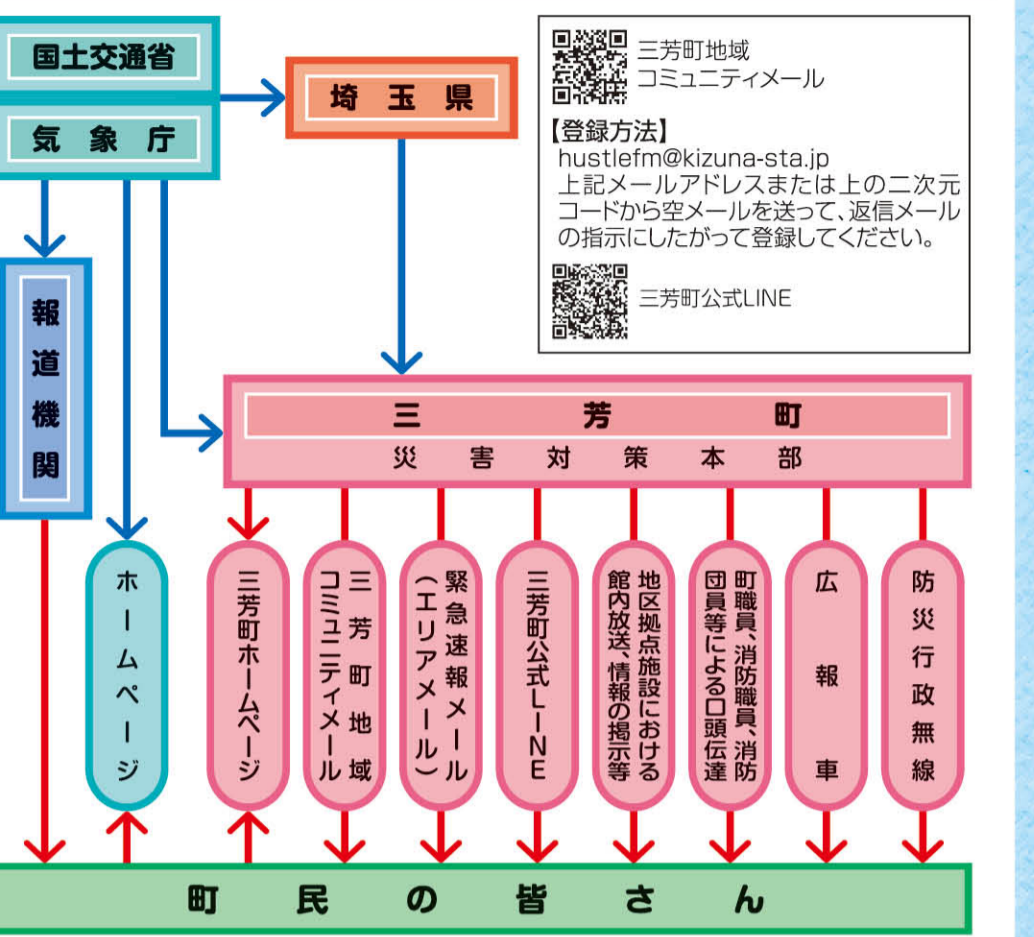 国土交通省
気象庁
埼玉県
三芳町地域
コミュニティメール
【登録方法】
hustlefm@kizuna-sta.jp
上記メールアドレスまたは上の二次元
コードから空メールを送って、返信メール
の指示にしたがって登録してください。
三芳町公式LINE
報道機関
三芳町
災害対策本部
ホームページ
三芳町ホームページ
三芳町地域
コミュニティメール
緊急速報メール
(エリアメール)
三芳町公式LINE
地区拠点施設における
館内放送、情報の掲示等
町職員、消防職員、消防
団員等による口頭伝達
広報車
防災行政無線
町民の皆さん